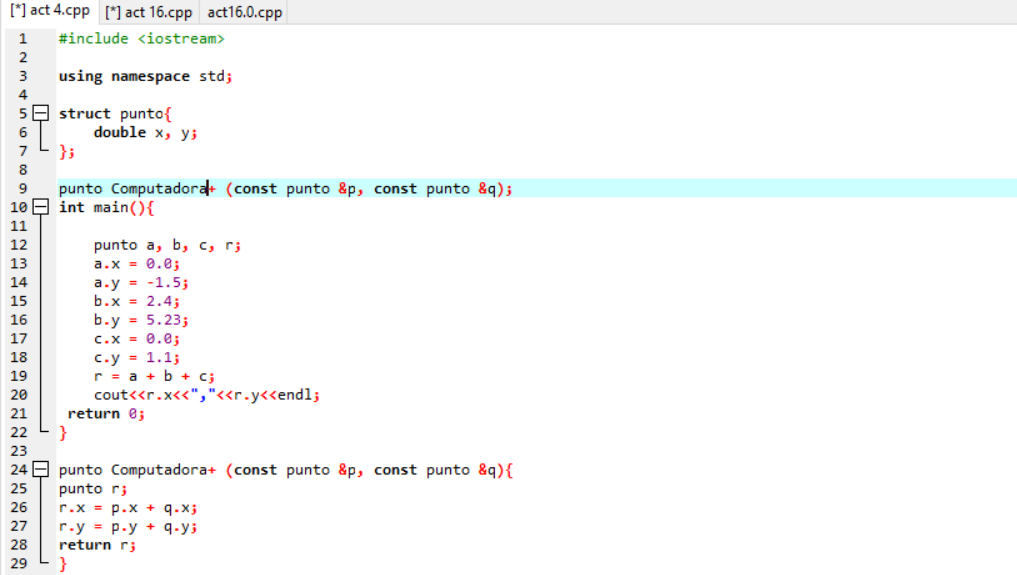 [*] act 4.cpp [*] act 16.cpp act16.0.cpp
1 #include <iostream>
2
3 using namespace std;
4
5 struct punto{
6 double x, y;
7 };
8
9 punto Computadora+ (const punto &p, const punto &q);
10 int main(){
11
12 punto a, b, c, r;
13 a.x = 0.0;
14 a.y = -1.5;
15 b.x = 2.4;
16 b.y = 5.23;
17 c.x = 0.0;
18 c.y = 1.1;
19 r = a + b + c;
20 cout<<r.x<<","<<r.y<<endl;
21 return 0;
22 }
23
24 punto Computadora+ (const punto &p, const punto &q){
25 punto r;
26 r.x = p.x + q.x;
27 r.y = p.y + q.y;
28 return r;
29 }